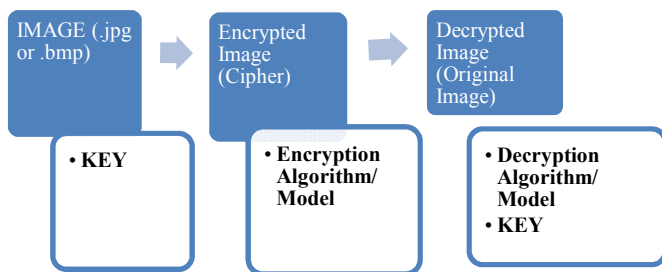 IMAGE (.jpg
or .bmp)
• KEY
Encrypted
Image
(Cipher)
• Encryption
Algorithm/
Model
Decrypted
Image
(Original
Image)
• Decryption
Algorithm/
Model
• KEY